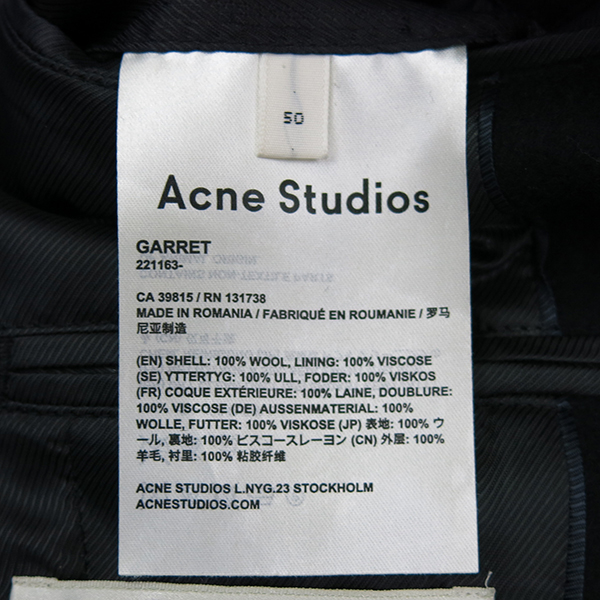 50
Acne Studios
GARRET
221163-
CA 39815 / RN 131738
MADE IN ROMANIA / FABRIQUÉ EN ROUMANIE / 罗马
尼亚制造
(EN) SHELL: 100% WOOL, LINING: 100% VISCOSE
(SE) YTTERTYG: 100% ULL, FODER: 100% VISKOS
(FR) COQUE EXTÉRIEURE: 100% LAINE, DOUBLURE:
100% VISCOSE (DE) AUSSENMATERIAL: 100%
WOLLE, FUTTER: 100% VISKOSE (JP) 表地: 100% ウ
ール, 裏地: 100% ビスコースレーヨン (CN) 外层: 100%
羊毛, 衬里: 100% 粘胶纤维
ACNE STUDIOS L.NYG.23 STOCKHOLM
ACNESTUDIOS.COM